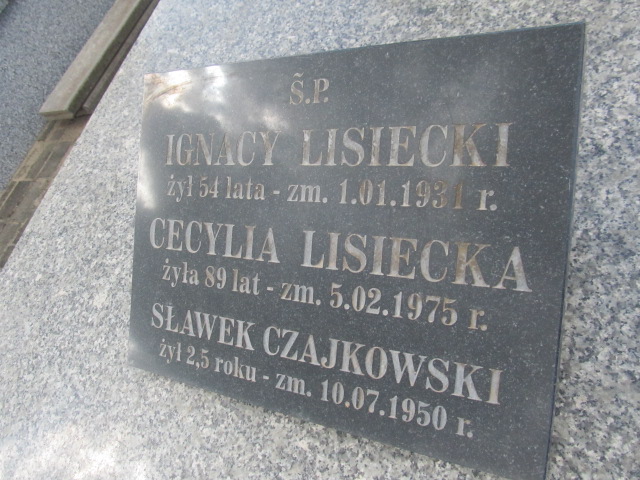 Ś.P.
IGNACY LISIECKI
żył 54 lata - zm. 1.01.1931 r.
CECYLIA LISIECKA
żyła 89 lat - zm. 5.02.1975 r.
SŁAWEK CZAJKOWSKI
żył 2,5 roku - zm. 10.07.1950 r.